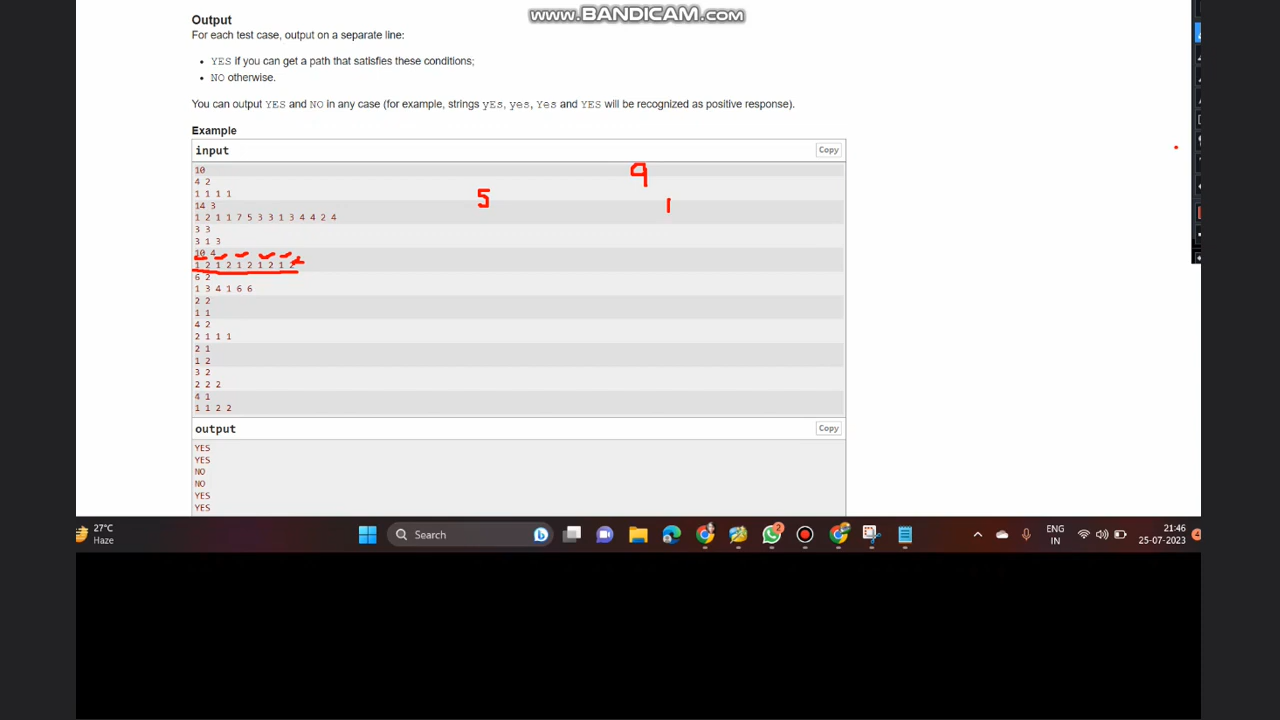 www.BANDICAM.com
Output
For each test case, output on a separate line:
• YES if you can get a path that satisfies these conditions;
• NO otherwise.
You can output YES and NO in any case (for example, strings yEs, yes, Yes and YES will be recognized as positive response).
Example
input
Copy
10
9
4 2
1 1 1 1
5
14 3
1
1 2 1 1 7 5 3 3 1 3 4 4 2 4
3 3
3 1 3
10 4
1 2 1 2 1 2 1 2 1 2
6 2
1 3 4 1 6 6
2 2
1 1
4 2
2 1 1 1
2 1
1 2
3 2
2 2 2
4 1
1 1 2 2
output
Copy
YES
YES
NO
NO
YES
YES
27°C
Haze
Search
2
ENG
IN
21:46
25-07-2023
4